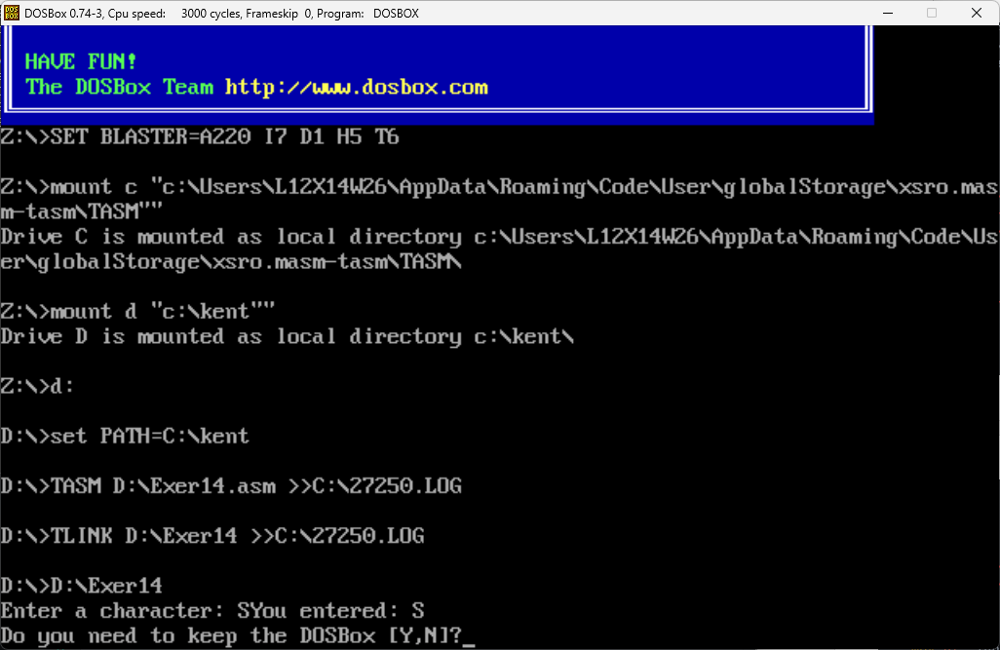 DOSBox 0.74-3, Cpu speed: 3000 cycles, Frameskip 0, Program: DOSBOX
HAVE FUN!
The DOSBox Team http://www.dosbox.com
Z:\>SET BLASTER=A220 I7 D1 H5 T6
Z:\>mount c "c:\Users\L12X14W26\AppData\Roaming\Code\User\globalStorage\xsro.mas
m-tasm\TASM""
Drive C is mounted as local directory c:\Users\L12X14W26\AppData\Roaming\Code\Us
er\globalStorage\xsro.masm-tasm\TASM\
Z:\>mount d "c:\kent""
Drive D is mounted as local directory c:\kent\
Z:\>d:
D:\>set PATH=C:\kent
D:\>TASM D:\Exer14.asm >>C:\27250.LOG
D:\>TLINK D:\Exer14 >>C:\27250.LOG
D:\>D:\Exer14
Enter a character: SYou entered: S
Do you need to keep the DOSBox [Y,N]?_